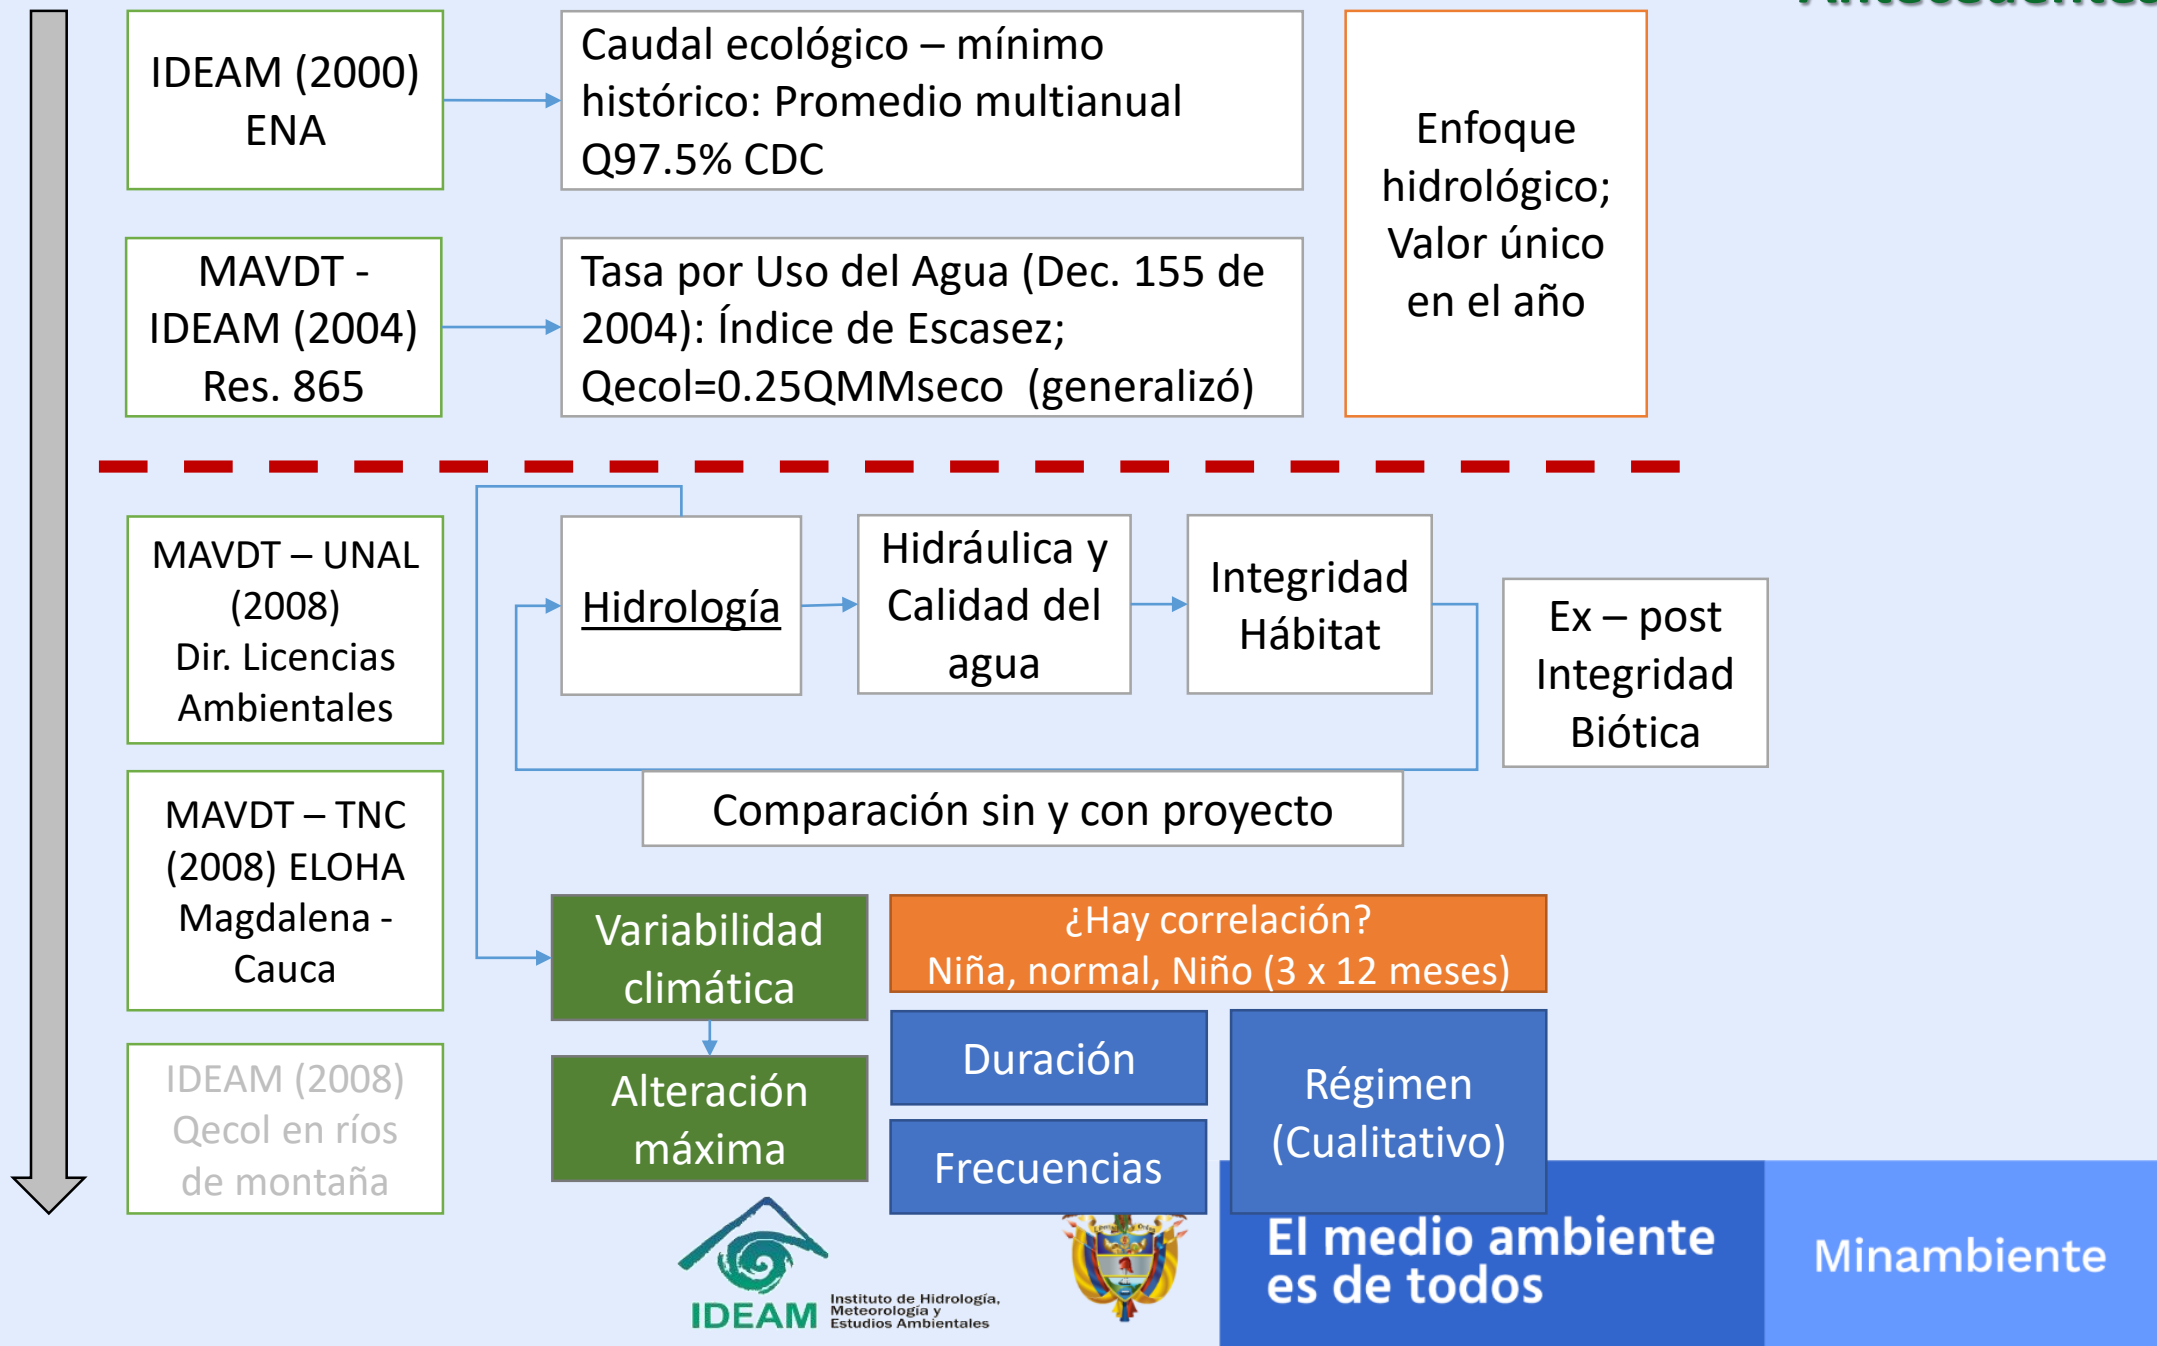 Antecedentes
IDEAM (2000)
ENA
Caudal ecológico – mínimo
histórico: Promedio multianual
Q97.5% CDC
Enfoque
hidrológico;
Valor único
en el año
MAVDT -
IDEAM (2004)
Res. 865
Tasa por Uso del Agua (Dec. 155 de
2004): Índice de Escasez;
Qecol=0.25QMMseco (generalizó)
MAVDT – UNAL
(2008)
Dir. Licencias
Ambientales
Hidrología
Hidráulica y
Calidad del
agua
Integridad
Hábitat
Ex – post
Integridad
Biótica
Comparación sin y con proyecto
MAVDT – TNC
(2008) ELOHA
Magdalena -
Cauca
Variabilidad
climática
¿Hay correlación?
Niña, normal, Niño (3 x 12 meses)
IDEAM (2008)
Qecol en ríos
de montaña
Alteración
máxima
Duración
Frecuencias
Régimen
(Cualitativo)
IDEAM
Instituto de Hidrología,
Meteorología y
Estudios Ambientales
El medio ambiente
es de todos
Minambiente